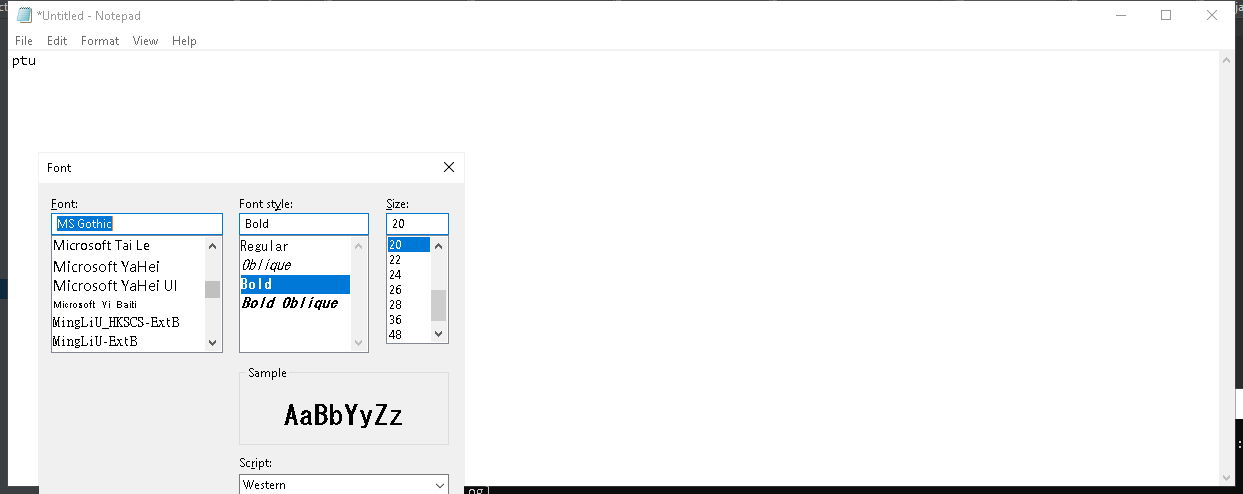 *Untitled - Notepad
File Edit Format View Help
ptu
Font
Font: Font style: Size:
MS Gothic Bold 20
Microsoft Tai Le Regular 20
Microsoft YaHei Oblique 22
Microsoft YaHei UI Bold 24
Microsoft Yi Baiti Bold Oblique 26
MingLiU_HKSCS-ExtB 28
MingLiU-ExtB 36
48
Sample
AaBbYyZz
Script:
Western